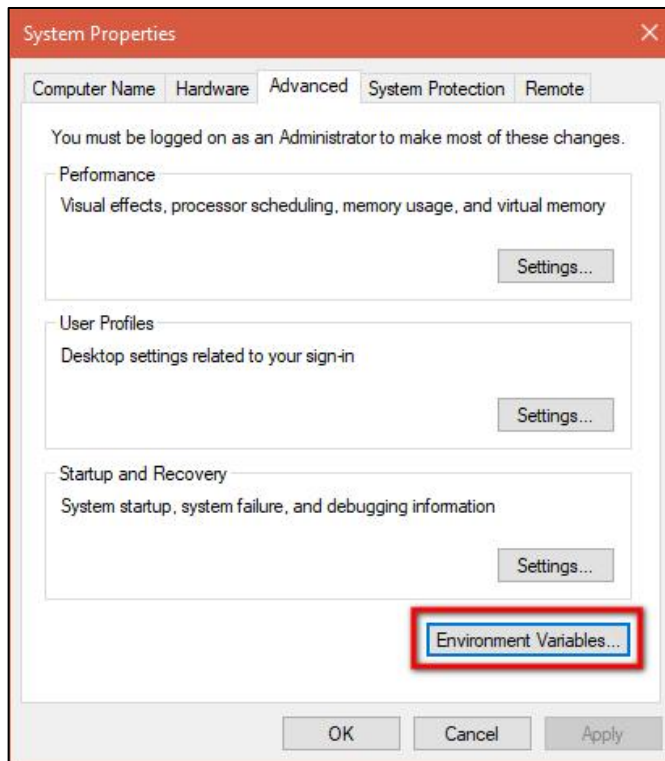 System Properties
Computer Name Hardware Advanced System Protection Remote
You must be logged on as an Administrator to make most of these changes.
Performance
Visual effects, processor scheduling, memory usage, and virtual memory
Settings...
User Profiles
Desktop settings related to your sign-in
Settings...
Startup and Recovery
System startup, system failure, and debugging information
Settings...
Environment Variables...
OK Cancel Apply